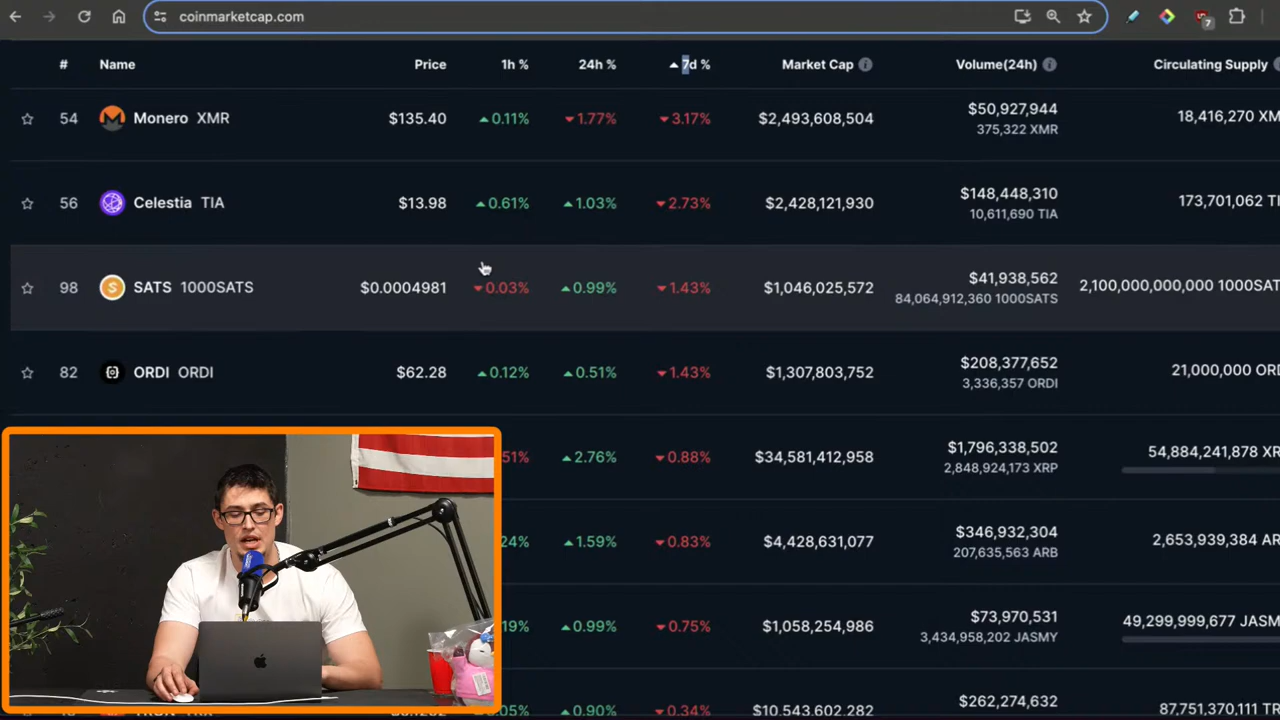 coinmarketcap.com
7
# Name Price 1h % 24h % 7d % Market Cap Volume(24h) Circulating Supply
54 Monero XMR $135.40 0.11% 1.77% 3.17% $2,493,608,504 $50,927,944 18,416,270 XM
375,322 XMR
56 Celestia TIA $13.98 0.61% 1.03% 2.73% $2,428,121,930 $148,448,310 173,701,062 TI
10,611,690 TIA
98 SATS 1000SATS $0.0004981 0.03% 0.99% 1.43% $1,046,025,572 $41,938,562 2,100,000,000,000 1000SAT
84,064,912,360 1000SATS
82 ORDI ORDI $62.28 0.12% 0.51% 1.43% $1,307,803,752 $208,377,652 21,000,000 ORD
3,336,357 ORDI
51% 2.76% 0.88% $34,581,412,958 $1,796,338,502 54,884,241,878 XR
2,848,924,173 XRP
24% 1.59% 0.83% $4,428,631,077 $346,932,304 2,653,939,384 AR
207,635,563 ARB
19% 0.99% 0.75% $1,058,254,986 $73,970,531 49,299,999,677 JASM
3,434,958,202 JASMY
TRON TRX 0.05% 0.90% 0.34% $10,543,602,282 $262,274,632 87,751,370,111 TR